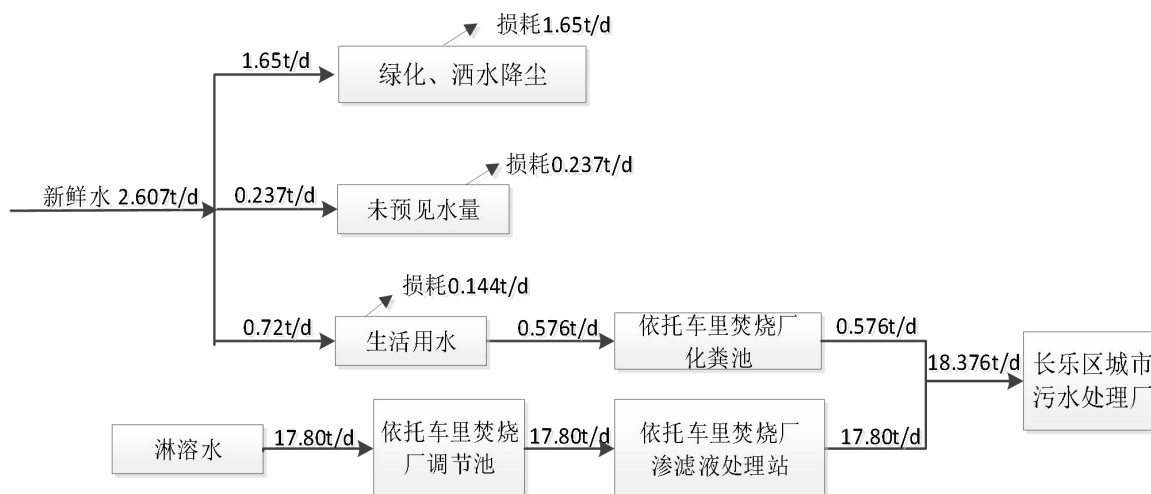 损耗1.65t/d
1.65t/d
绿化、洒水降尘
损耗0.237t/d
新鲜水 2.607t/d
0.237t/d
未预见水量
损耗0.144t/d
0.72t/d
生活用水
0.576t/d
依托车里焚烧厂
化粪池
0.576t/d
18.376t/d
长乐区城市
污水处理厂
淋溶水
17.80t/d
依托车里焚烧
厂调节池
17.80t/d
依托车里焚烧厂
渗滤液处理站
17.80t/d